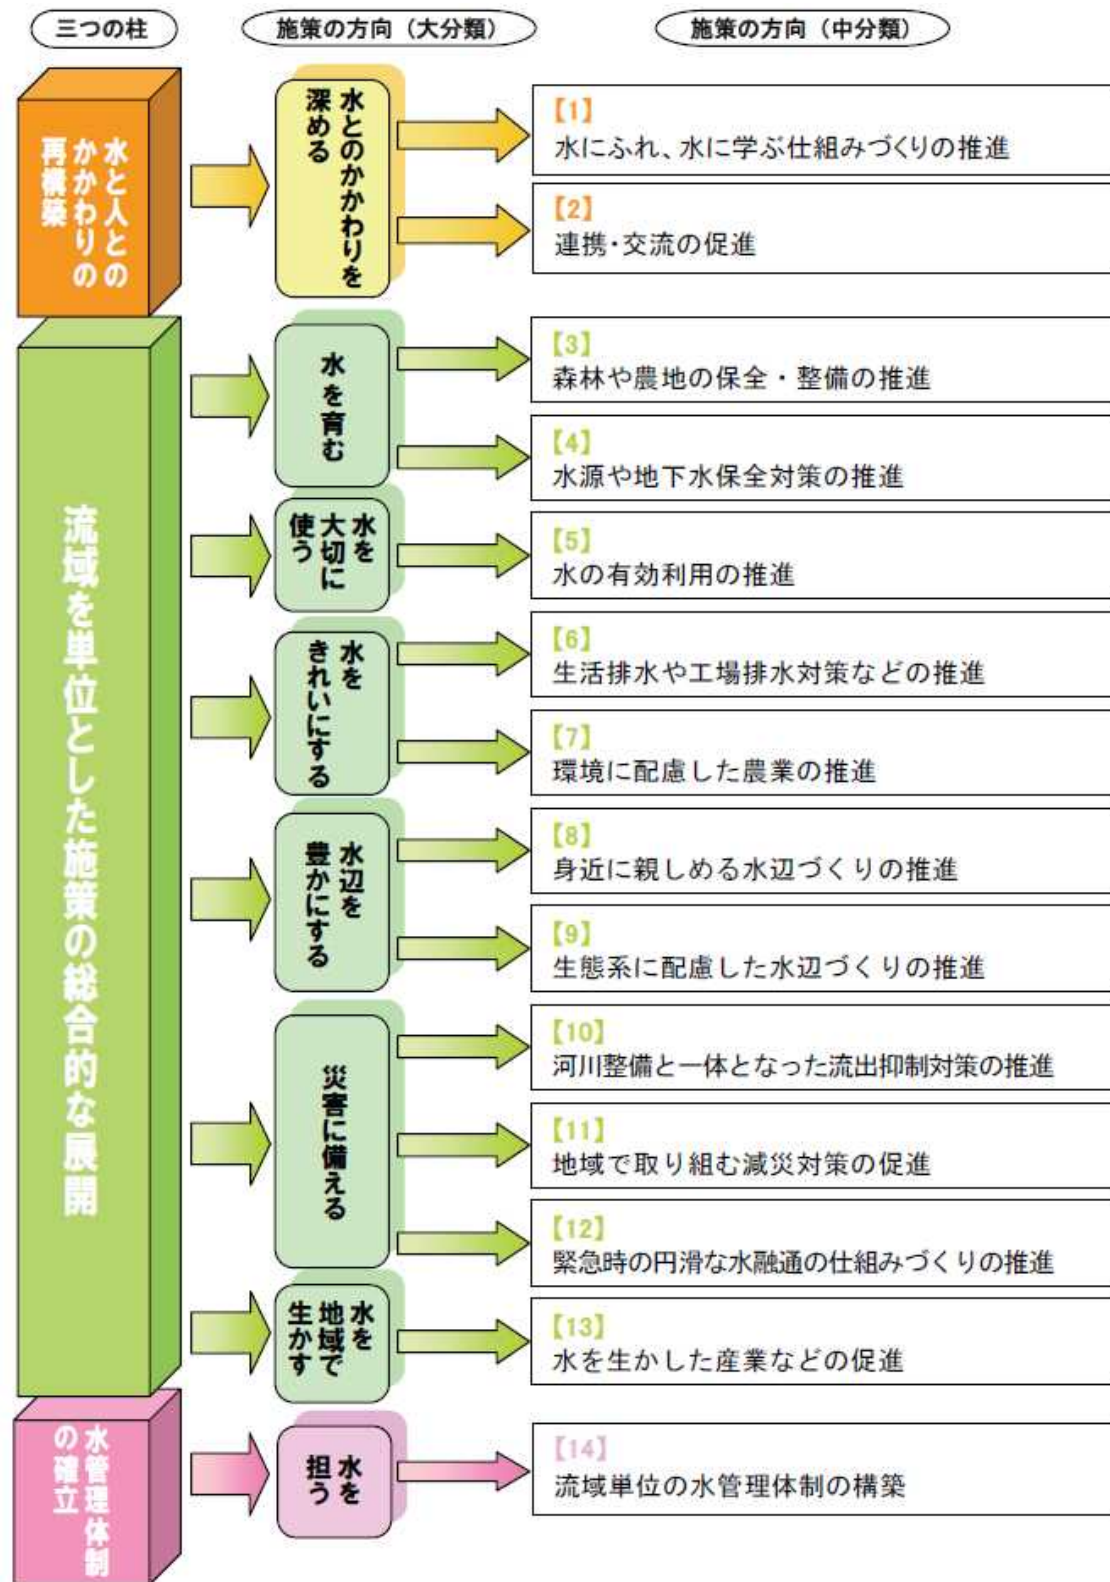 三つの柱
施策の方向（大分類）
施策の方向（中分類）
水と人との
かかわりの
再構築
水とのかかわりを
深める
【1】
水にふれ、水に学ぶ仕組みづくりの推進
【2】
連携・交流の促進
流域を単位とした施策の総合的な展開
水を育む
【3】
森林や農地の保全・整備の推進
【4】
水源や地下水保全対策の推進
水を
大切に
使う
【5】
水の有効利用の推進
水を
きれいにする
【6】
生活排水や工場排水対策などの推進
【7】
環境に配慮した農業の推進
水辺を
豊かにする
【8】
身近に親しめる水辺づくりの推進
【9】
生態系に配慮した水辺づくりの推進
災害に備える
【10】
河川整備と一体となった流出抑制対策の推進
【11】
地域で取り組む減災対策の促進
【12】
緊急時の円滑な水融通の仕組みづくりの推進
水を
地域で
生かす
【13】
水を生かした産業などの促進
水管理体制
の確立
水を
担う
【14】
流域単位の水管理体制の構築